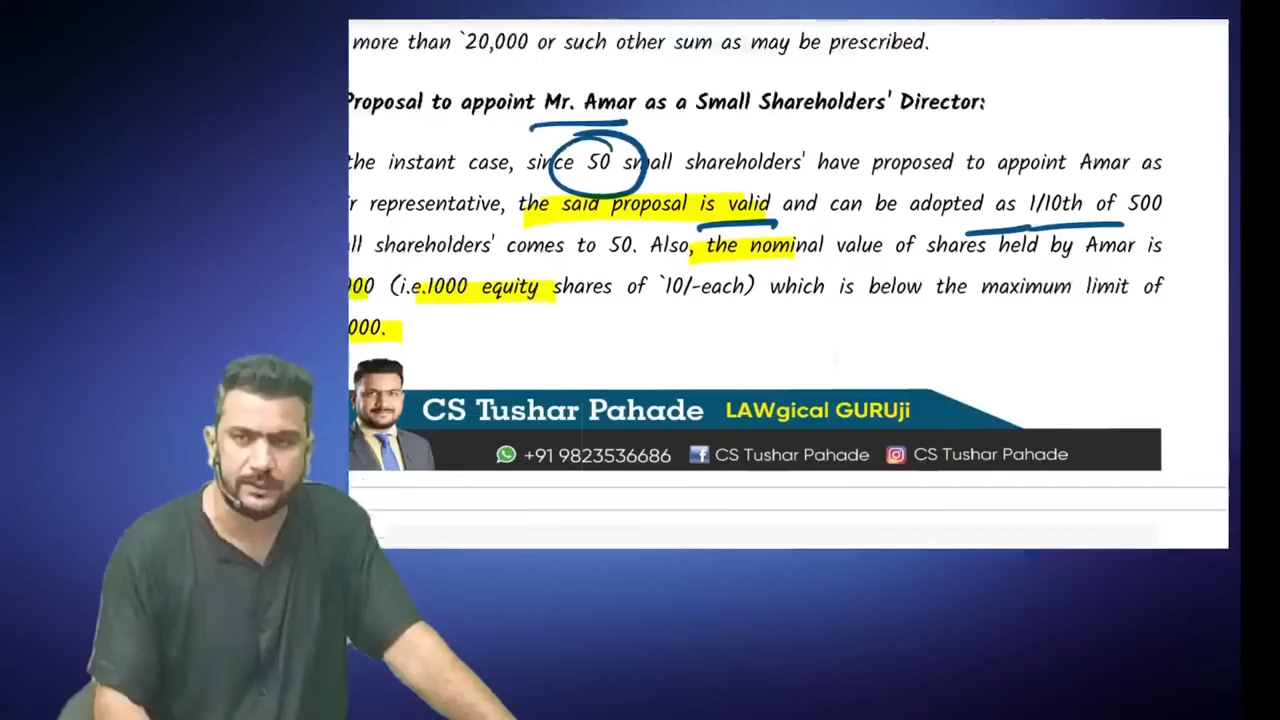 more than `20,000 or such other sum as may be prescribed.
Proposal to appoint Mr. Amar as a Small Shareholders' Director:
the instant case, since 50 small shareholders' have proposed to appoint Amar as
r representative, the said proposal is valid and can be adopted as 1/10th of 500
ll shareholders' comes to 50. Also, the nominal value of shares held by Amar is
000 (i.e.1000 equity shares of `10/-each) which is below the maximum limit of
000.
CS Tushar Pahade LAWgical GURUji
+91 9823536686 CS Tushar Pahade CS Tushar Pahade